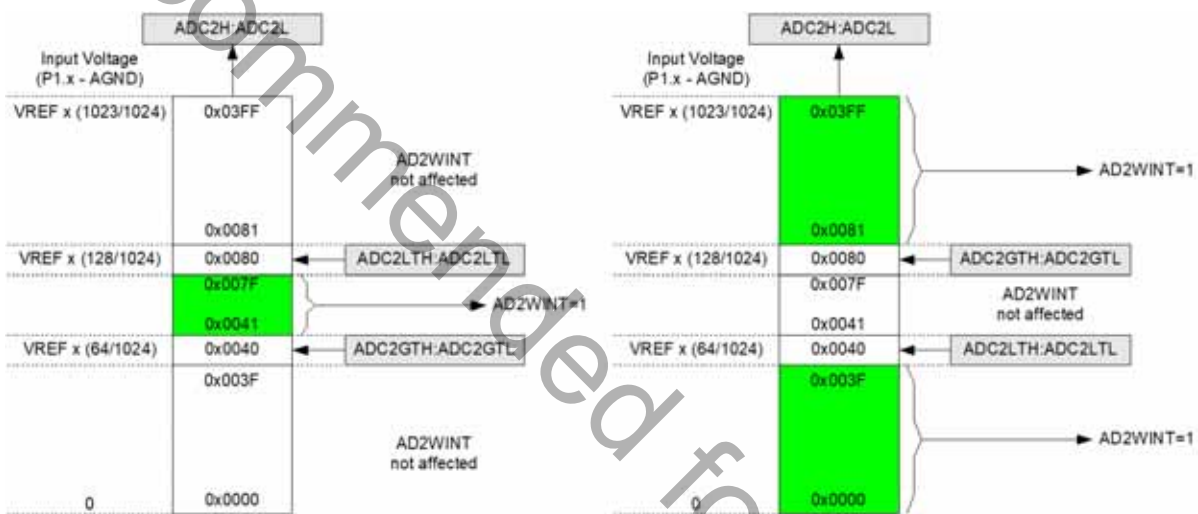 ADC2H:ADC2L
Input Voltage
(P1.x - AGND)
VREF x (1023/1024)
0x03FF
AD2WINT
not affected
0x0081
VREF x (128/1024)
0x0080
ADC2LTH:ADC2LTL
0x007F
AD2WINT=1
0x0041
VREF x (64/1024)
0x0040
ADC2GTH:ADC2GTL
0x003F
AD2WINT
not affected
0
0x0000
ADC2H:ADC2L
Input Voltage
(P1.x - AGND)
VREF x (1023/1024)
0x03FF
AD2WINT=1
0x0081
VREF x (128/1024)
0x0080
ADC2GTH:ADC2GTL
0x007F
AD2WINT
not affected
0x0041
VREF x (64/1024)
0x0040
ADC2LTH:ADC2LTL
0x003F
AD2WINT=1
0
0x0000
ommended fo